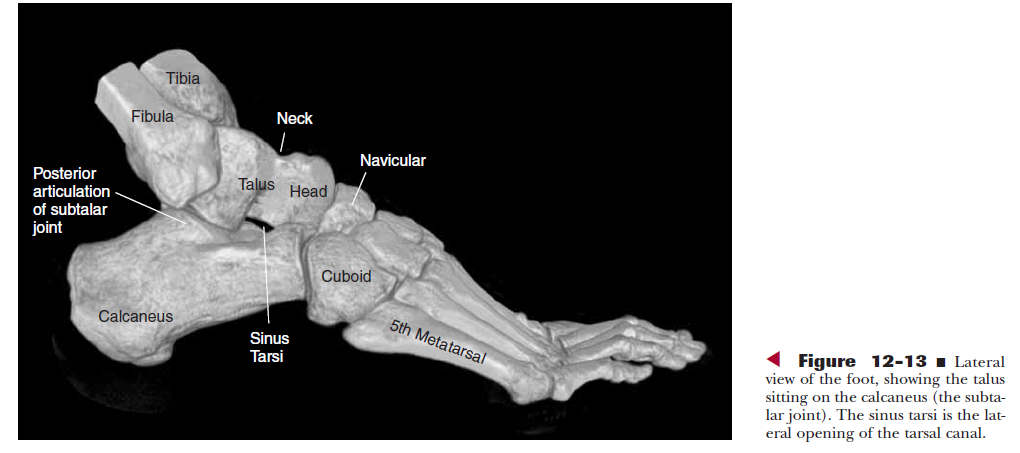 Tibia
Fibula
Neck
Navicular
Posterior
articulation
of subtalar
joint
Talus
Head
Cuboid
Calcaneus
Sinus
Tarsi
5th Metatarsal
◀ Figure 12-13 ■ Lateral
view of the foot, showing the talus
sitting on the calcaneus (the subta-
lar joint). The sinus tarsi is the lat-
eral opening of the tarsal canal.